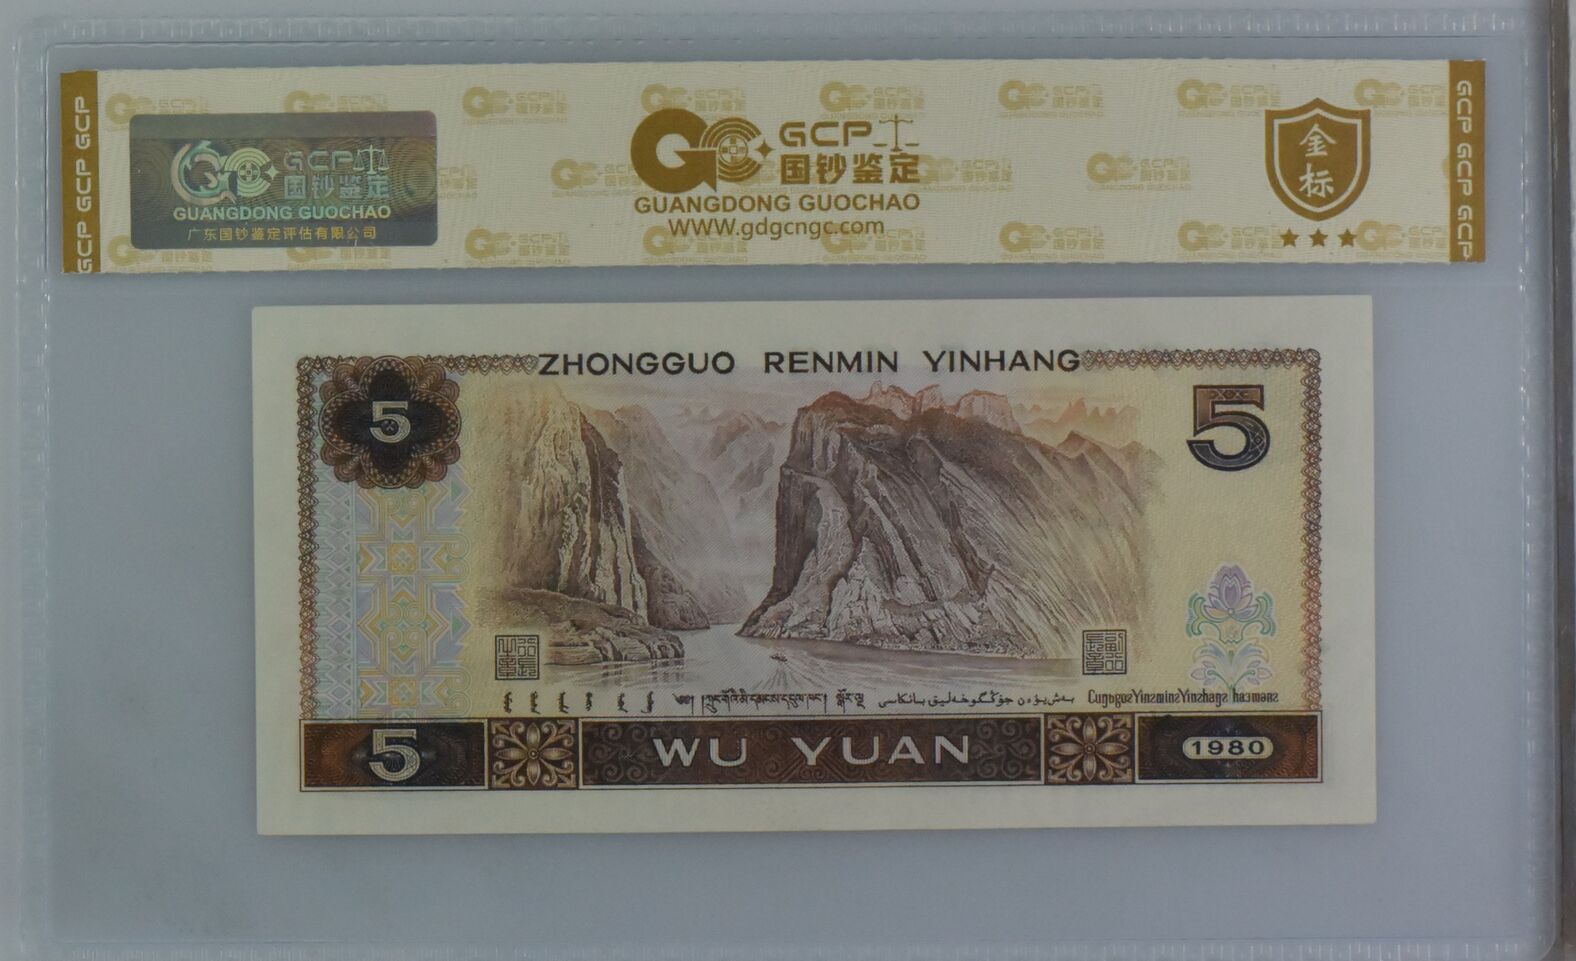 GCP GCP GCP
GCP
国钞鉴定
GUANGDONG GUOCHAO
广东国钞鉴定评估有限公司
GCP
国钞鉴定
GUANGDONG GUOCHAO
WWW.gdgcngc.com
金标
GCP GCP GCP
ZHONGGUO RENMIN YINHANG
5
5
5
WU YUAN
1980